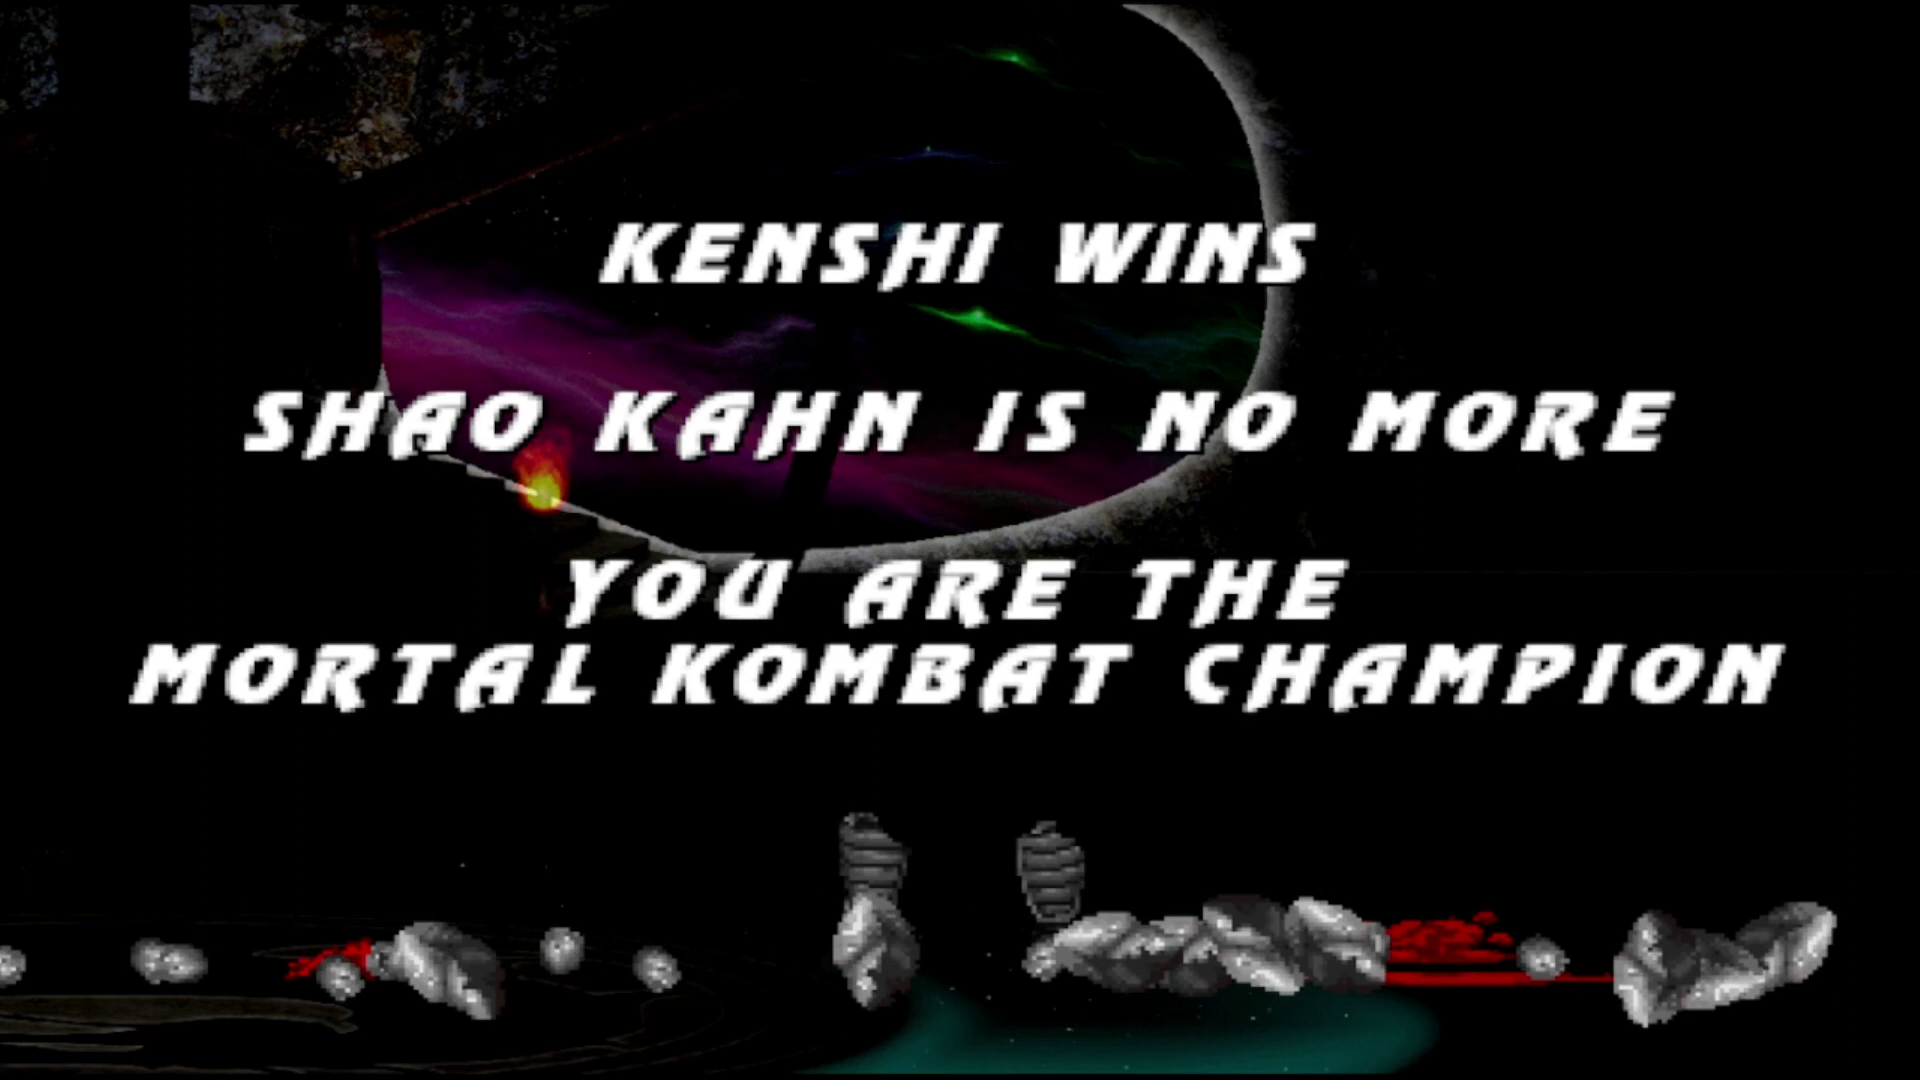 KENSHI WINS
SHAO KAHN IS NO MORE
YOU ARE THE
MORTAL KOMBAT CHAMPION